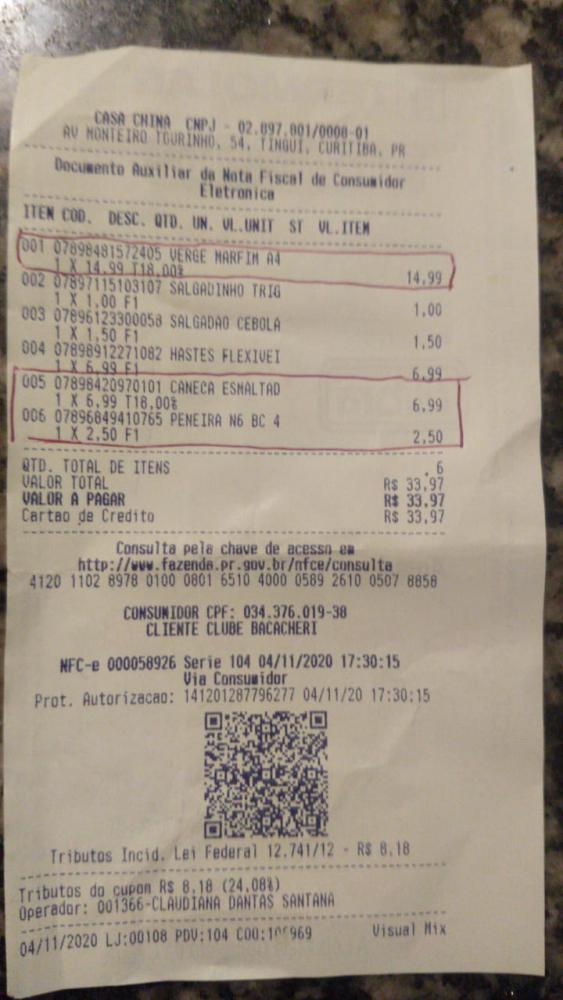 CASA CHINA CNPJ - 02.897.801/0008-01
AV MONTEIRO TOURINHO, 54, TINGUI, CURITIBA, PR
Documento Auxiliar da Nota Fiscal de Consumidor
Eletronica
ITEM COD. DESC. QTD. UN. VL.UNIT ST VL.ITEM
001 07898481572405 VERGE MARFIM A4
1 X 14.99 T18,00% 14,99
002 07897115103107 SALGADINHO TRIG
1 X 1.00 F1 1,00
003 07896123300058 SALGADAO CEBOLA
1 X 1.50 F1 1,50
004 07898912271082 HASTES FLEXIVEI
1 X 6.99 F1 6,99
005 07898420970101 CANECA ESMALTAD
1 X 6.99 T18,00% 6,99
006 07896849410765 PENEIRA N6 BC 4
1 X 2.50 F1 2,50
QTD. TOTAL DE ITENS 6
VALOR TOTAL R$ 33,97
VALOR A PAGAR R$ 33,97
Cartao de Credito R$ 33,97
Consulta pela chave de acesso em
http://www.fazenda.pr.gov.br/nfce/consulta
4120 1102 8978 0100 0801 6510 4000 0589 2610 0507 8858
CONSUMIDOR CPF: 034.376.019-38
CLIENTE CLUBE BACACHERI
NFC-e 000058926 Serie 104 04/11/2020 17:30:15
Via Consumidor
Prot. Autorizacao: 141201287796277 04/11/20 17:30:15
Tributos Incid. Lei Federal 12.741/12 - R$ 8,18
Tributos do cupom R$ 8,18 (24,08%)
Operador: 001366-CLAUDIANA DANTAS SANTANA
04/11/2020 LJ:00108 PDV:104 Visual Mix